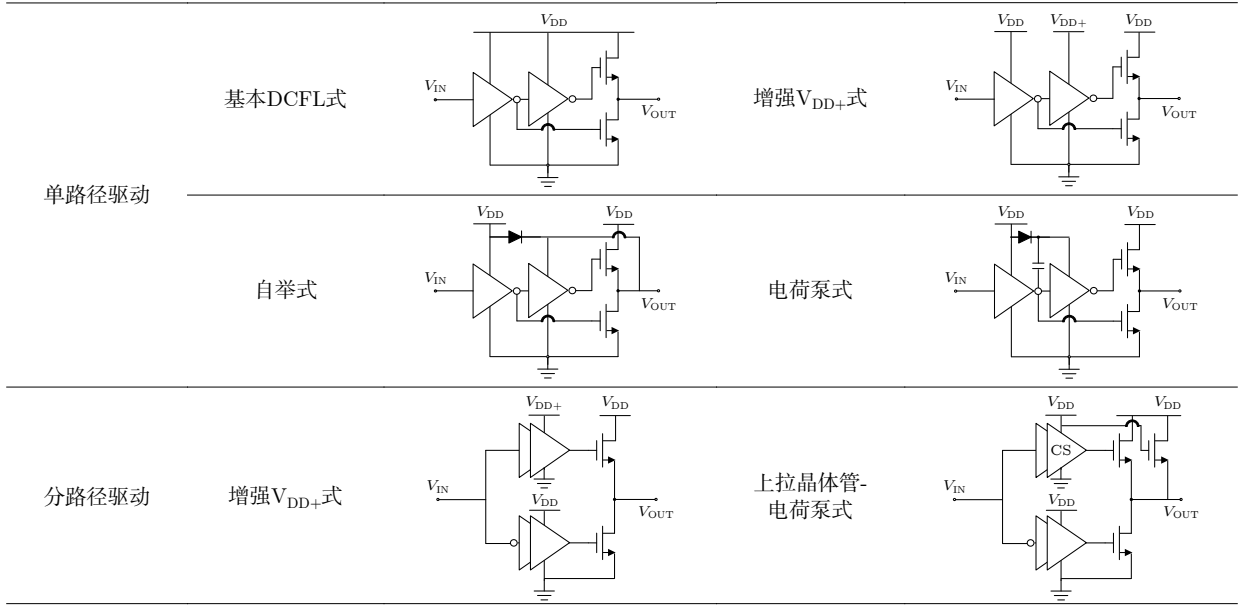 单路径驱动
基本DCFL式
V_DD
V_IN
V_OUT
增强V_DD+式
V_DD
V_DD+
V_DD
V_IN
V_OUT
自举式
V_DD
V_DD
V_IN
V_OUT
电荷泵式
V_DD
V_DD
V_IN
V_OUT
分路径驱动
增强V_DD+式
V_DD+
V_DD
V_IN
V_DD
V_OUT
上拉晶体管-
电荷泵式
V_DD
V_DD
CS
V_IN
V_DD
V_OUT